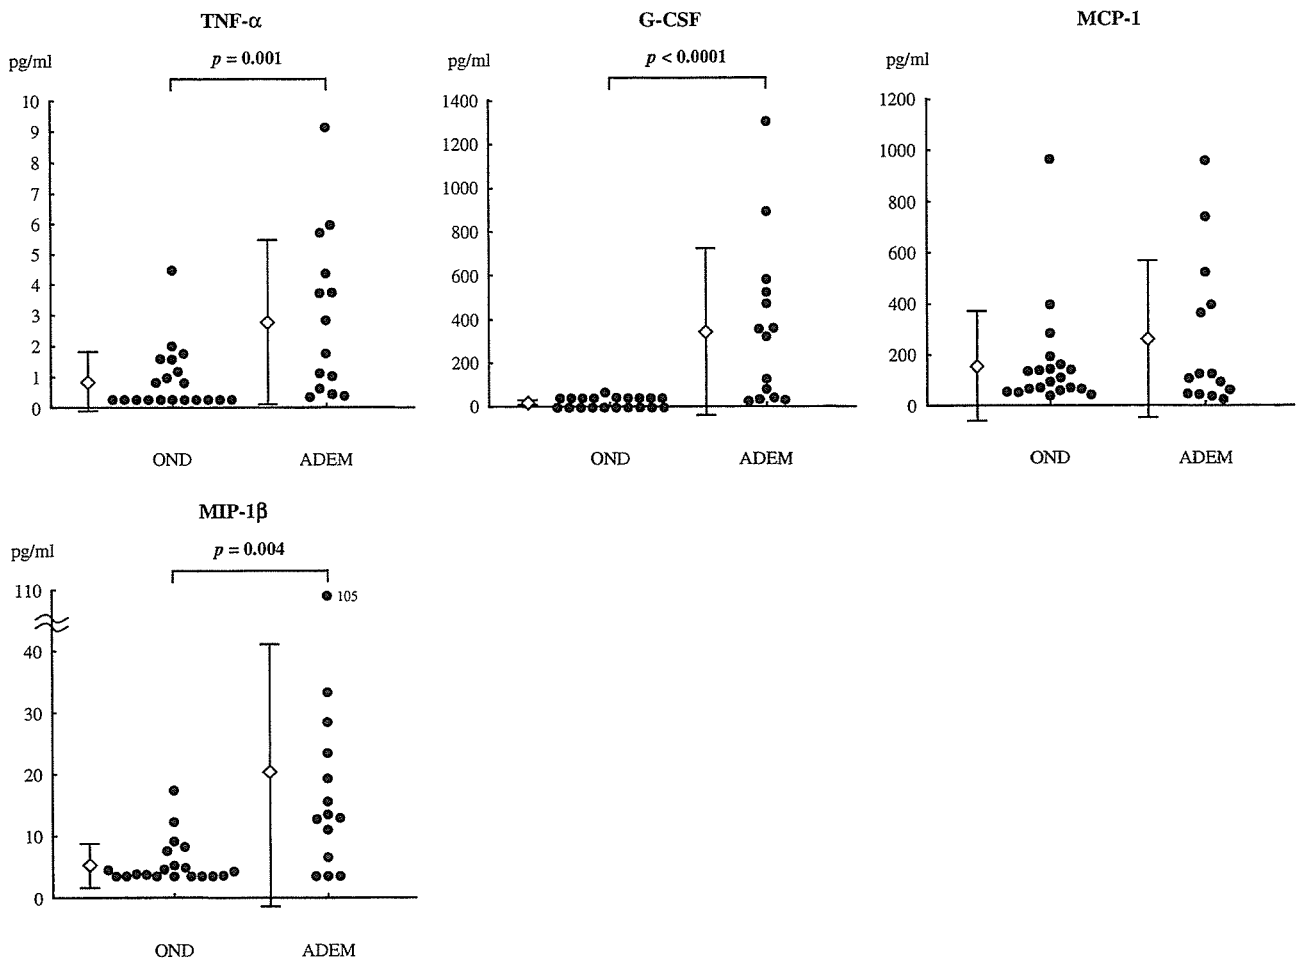 TNF-α
pg/ml
p = 0.001
10
9
8
7
6
5
4
3
2
1
0
OND
ADEM
G-CSF
pg/ml
p < 0.0001
1400
1200
1000
800
600
400
200
0
OND
ADEM
MCP-1
pg/ml
1200
1000
800
600
400
200
0
OND
ADEM
MIP-1β
pg/ml
p = 0.004
110
105
40
30
20
10
0
OND
ADEM